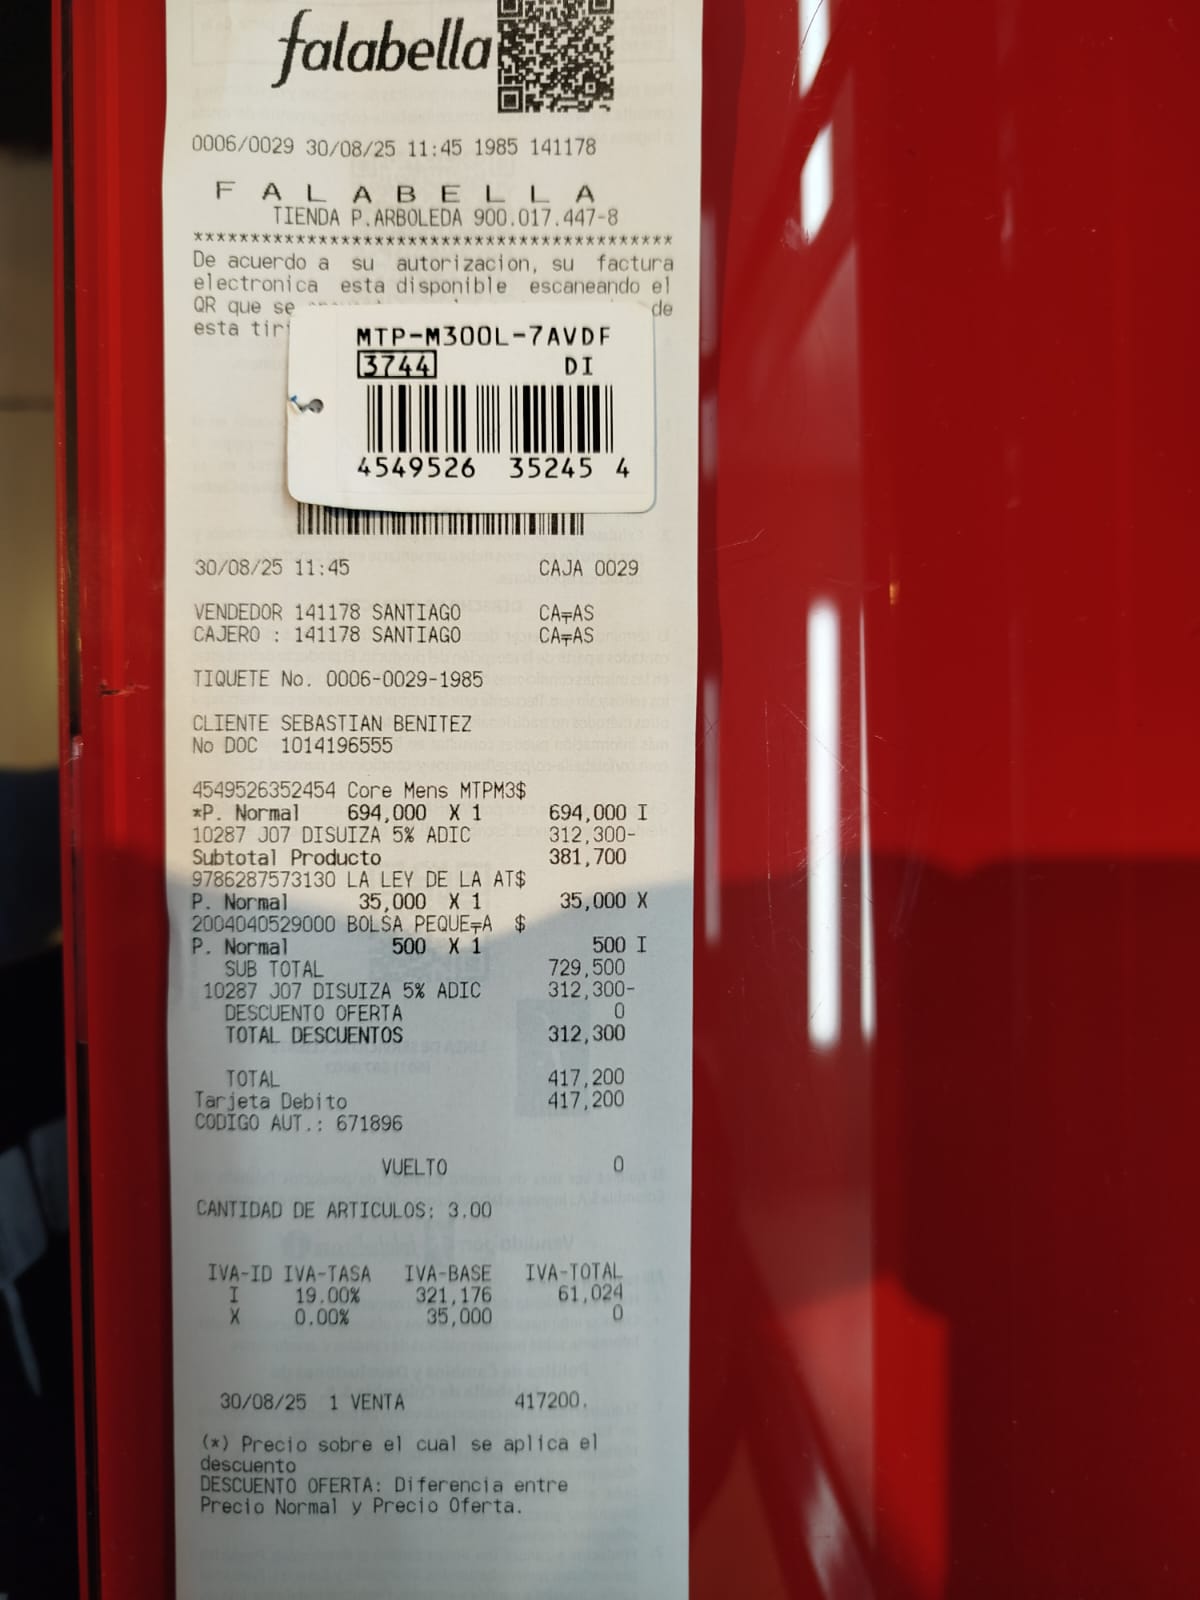 falabella
0006/0029 30/08/25 11:45 1985 141178
F A L A B E L L A
TIENDA P.ARBOLEDA 900.017.447-8
******************************************
De acuerdo a su autorizacion, su factura
electronica esta disponible escaneando el
QR que se de
esta tir
MTP-M300L-7AVDF
3744 DI
4549526 35245 4
30/08/25 11:45 CAJA 0029
VENDEDOR 141178 SANTIAGO CA╤AS
CAJERO : 141178 SANTIAGO CA╤AS
TIQUETE No. 0006-0029-1985
CLIENTE SEBASTIAN BENITEZ
No DOC 1014196555
4549526352454 Core Mens MTPM3$
*P. Normal 694,000 X 1 694,000 I
10287 J07 DISUIZA 5% ADIC 312,300-
Subtotal Producto 381,700
9786287573130 LA LEY DE LA AT$
P. Normal 35,000 X 1 35,000 X
2004040529000 BOLSA PEQUE╤A $
P. Normal 500 X 1 500 I
SUB TOTAL 729,500
10287 J07 DISUIZA 5% ADIC 312,300-
DESCUENTO OFERTA 0
TOTAL DESCUENTOS 312,300
TOTAL 417,200
Tarjeta Debito 417,200
CODIGO AUT.: 671896
VUELTO 0
CANTIDAD DE ARTICULOS: 3.00
IVA-ID IVA-TASA IVA-BASE IVA-TOTAL
I 19.00% 321,176 61,024
X 0.00% 35,000 0
30/08/25 1 VENTA 417200.
(*) Precio sobre el cual se aplica el
descuento
DESCUENTO OFERTA: Diferencia entre
Precio Normal y Precio Oferta.